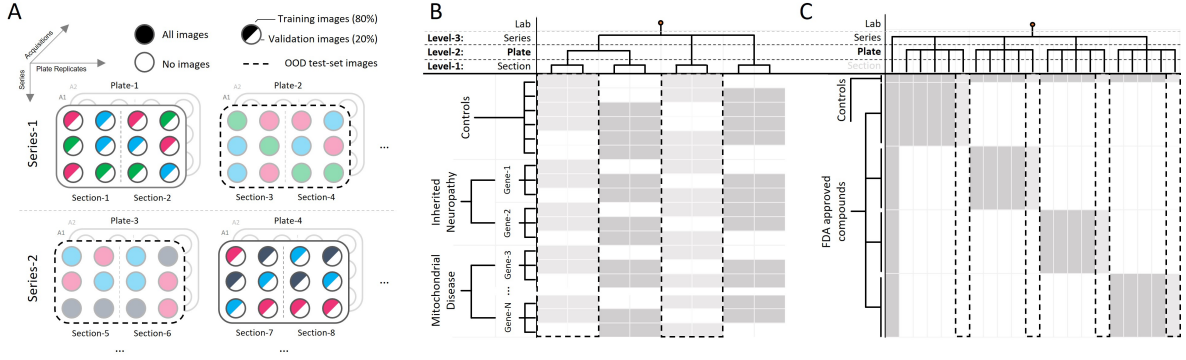 A
Acquisitions
Plate Replicates
Series
All images
No images
Training images (80%)
Validation images (20%)
OOD test-set images
Series-1
Plate-1
A2
A1
Section-1
Section-2
Plate-2
A2
A1
Section-3
Section-4
...
Series-2
Plate-3
A2
A1
Section-5
Section-6
...
Plate-4
A2
A1
Section-7
Section-8
...
...
B
Lab
Level-3: Series
Level-2: Plate
Level-1: Section
Controls
Inherited
Neuropathy
Gene-1
Gene-2
Mitochondrial
Disease
Gene-3
...
Gene-N
C
Lab
Series
Plate
Section
Controls
FDA approved
compounds